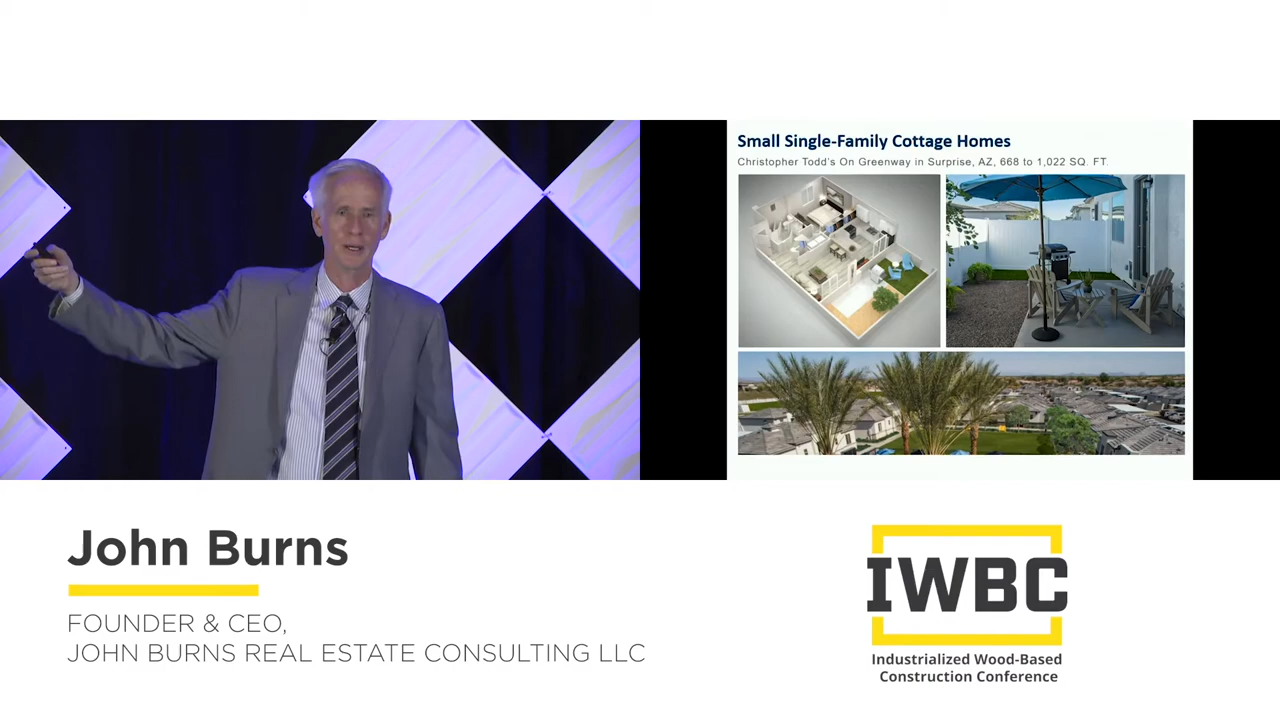 Small Single-Family Cottage Homes
Christopher Todd's On Greenway in Surprise, AZ, 668 to 1,022 SQ. FT.
John Burns
FOUNDER & CEO,
JOHN BURNS REAL ESTATE CONSULTING LLC
IWBC
Industrialized Wood-Based
Construction Conference